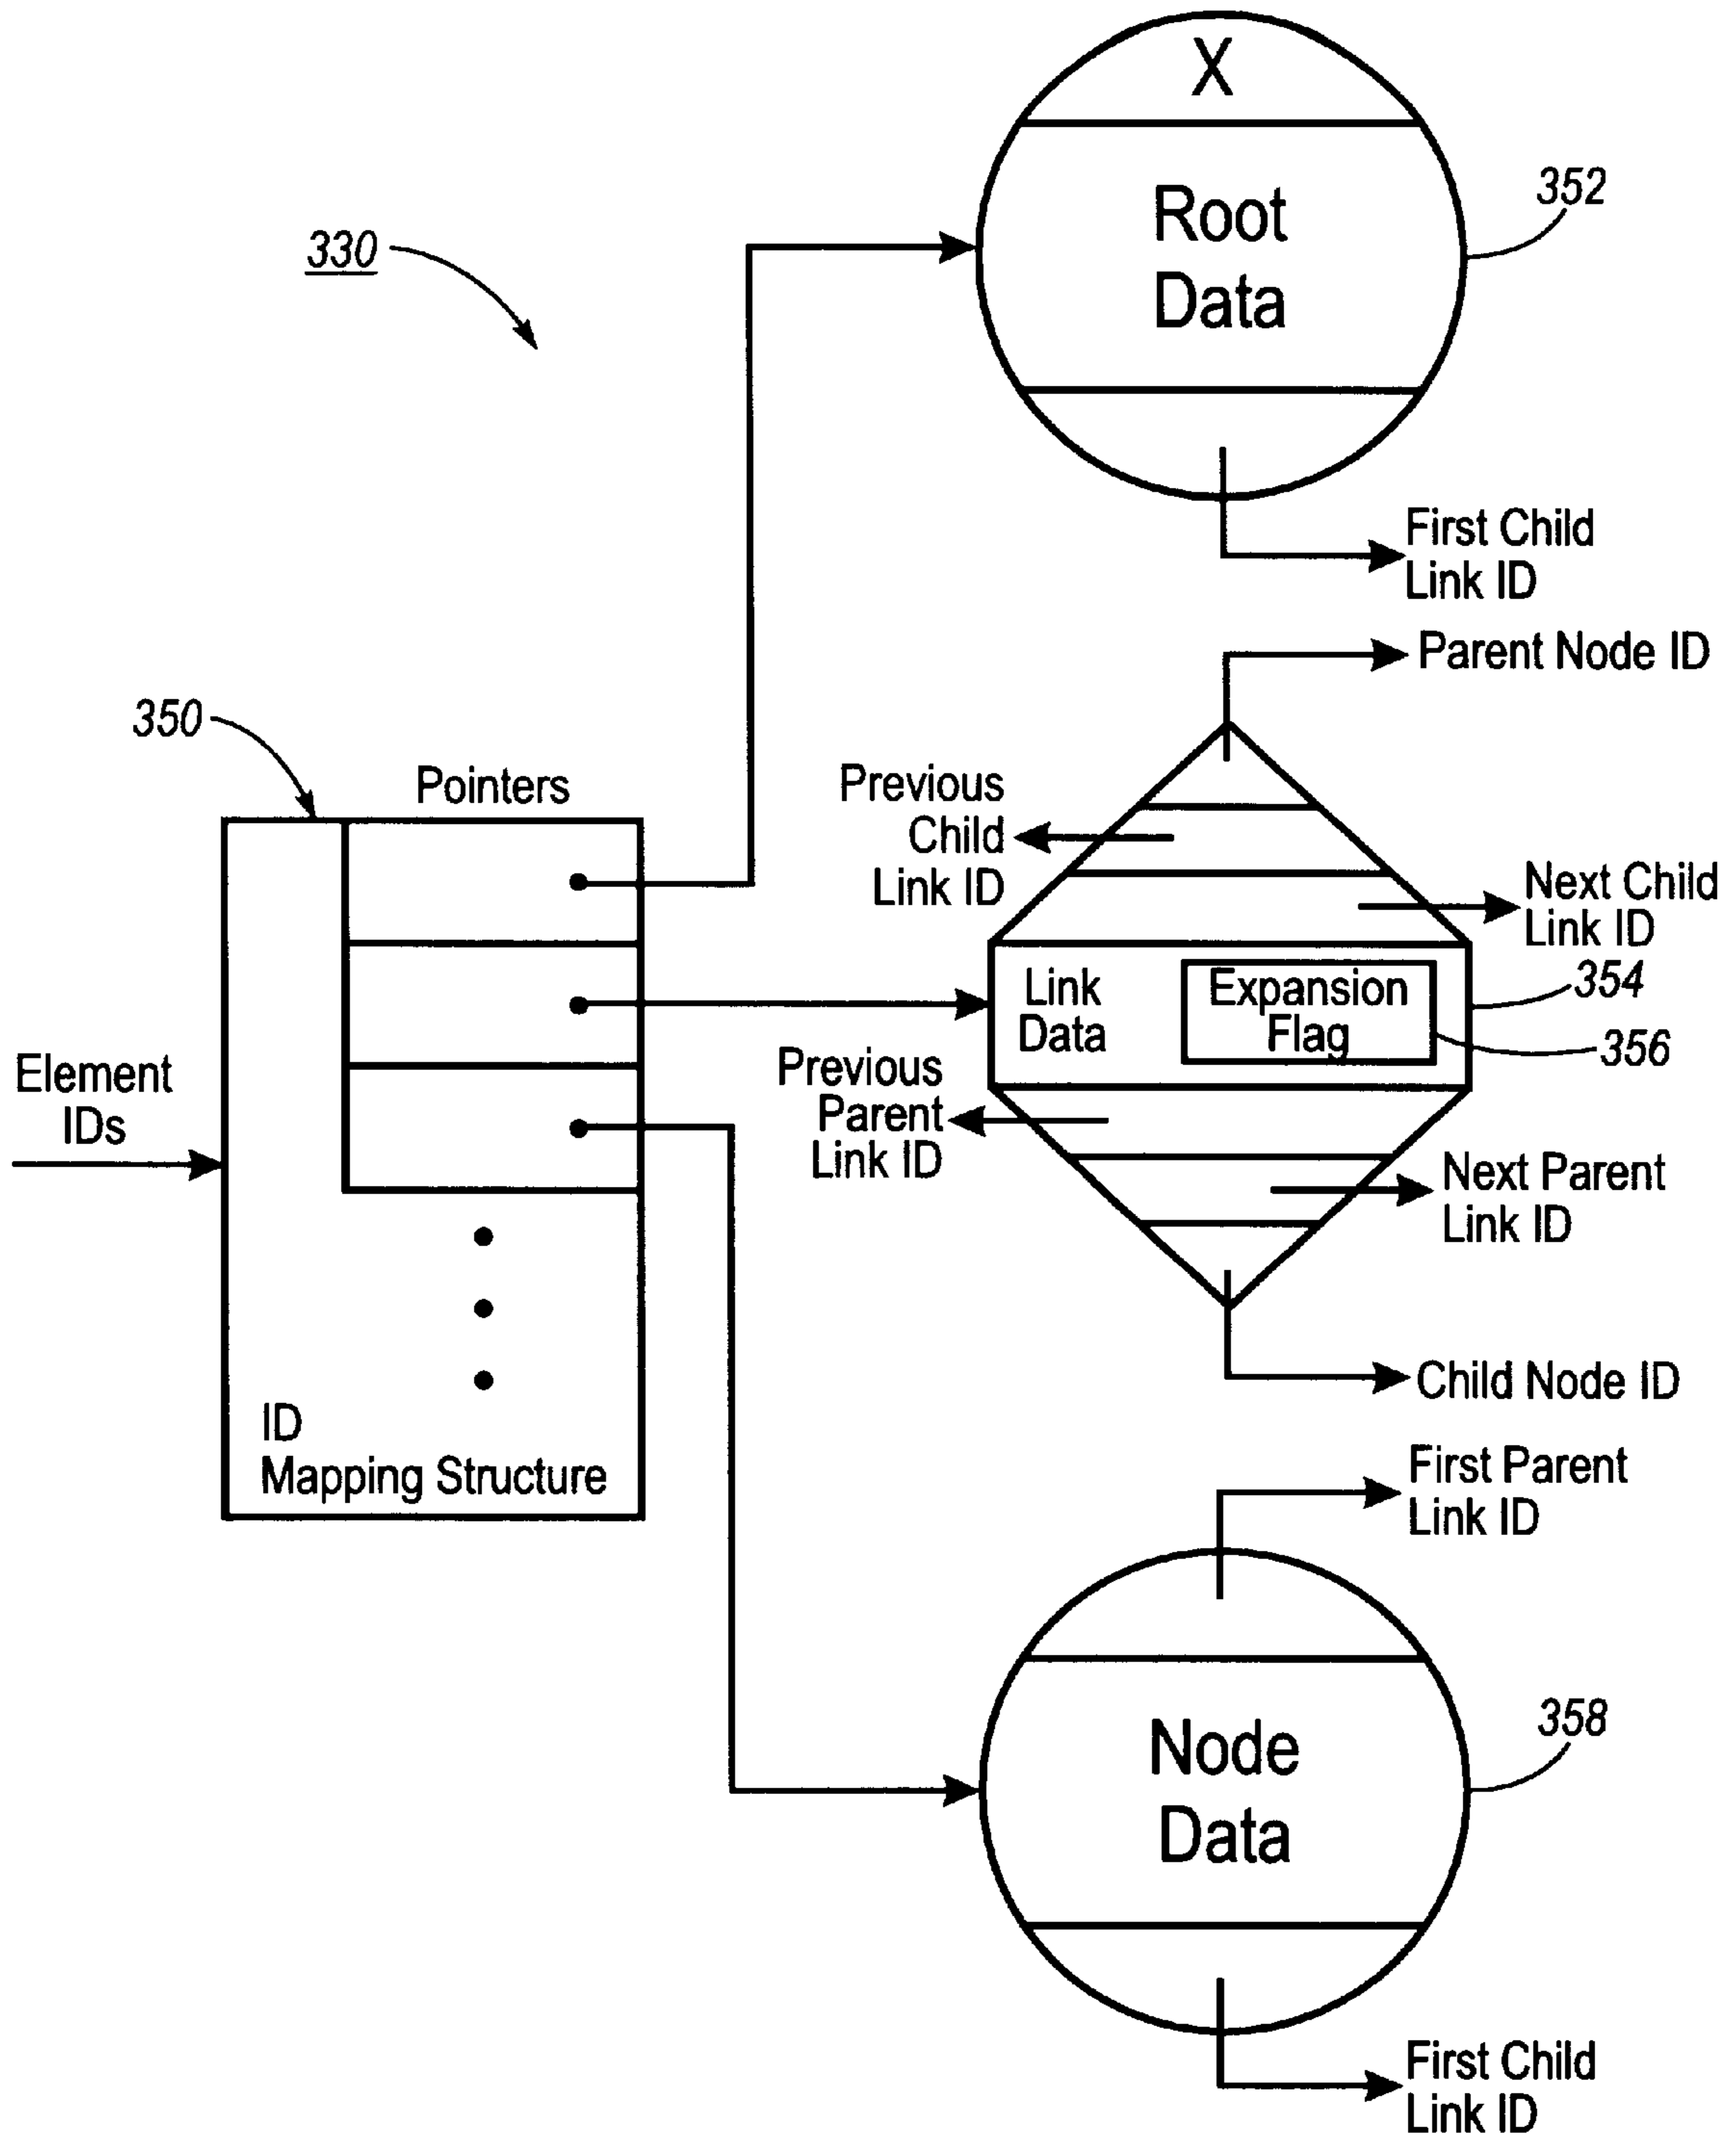 X
Root
Data
352
330
First Child
Link ID
Parent Node ID
350
Pointers
Previous
Child
Link ID
Next Child
Link ID
Link
Data
Expansion
Flag
354
356
Element
IDs
Previous
Parent
Link ID
Next Parent
Link ID
Child Node ID
ID
Mapping Structure
First Parent
Link ID
Node
Data
358
First Child
Link ID